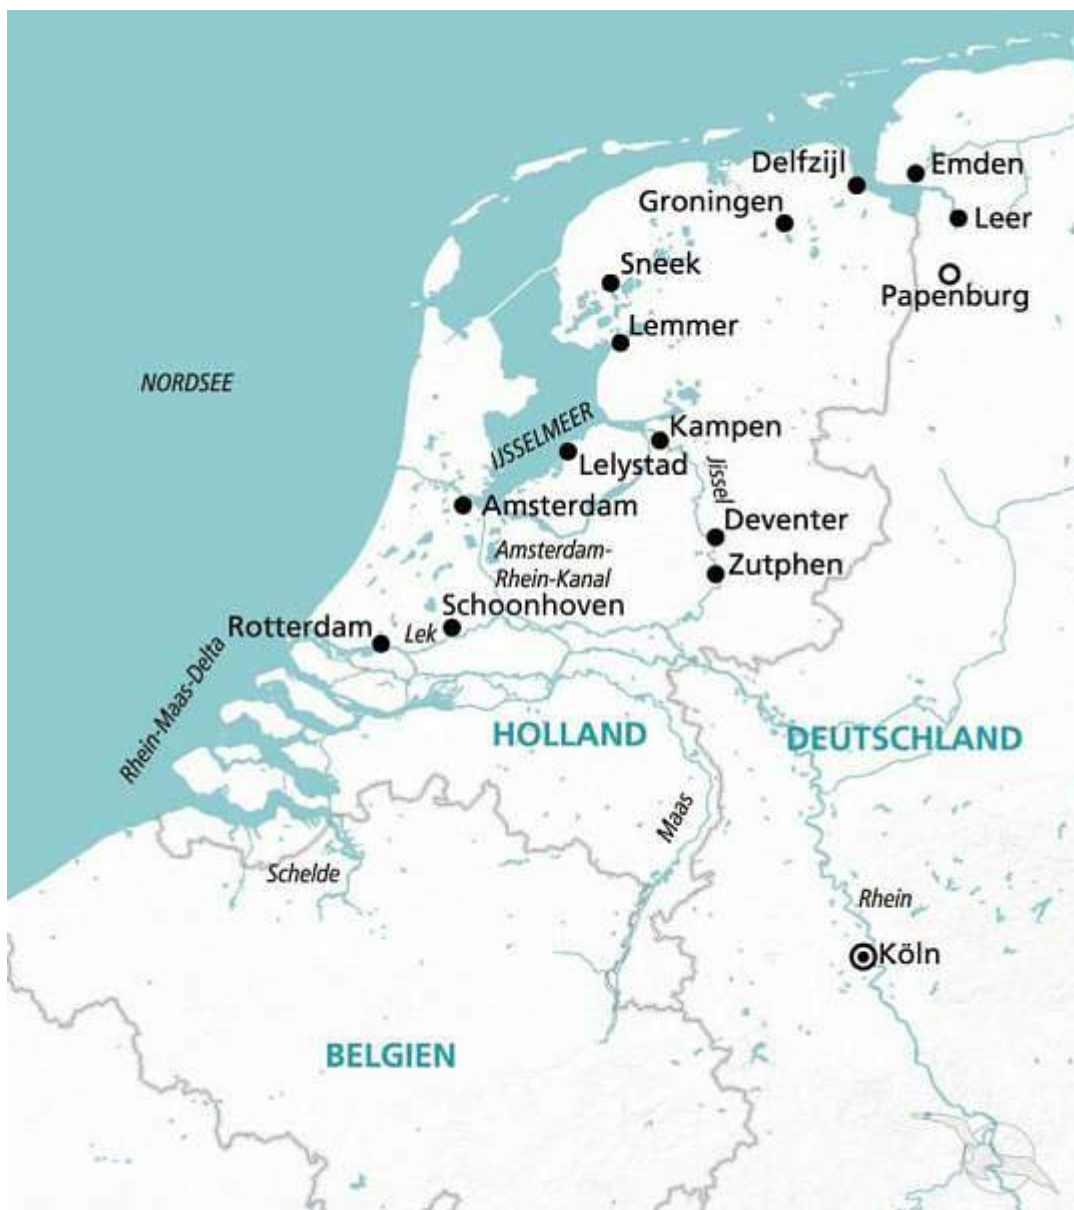 Delfzijl
Emden
Groningen
Leer
Sneek
Papenburg
Lemmer
NORDSEE
IJSSELMEER
Kampen
Lelystad
Jissel
Amsterdam
Deventer
Amsterdam-
Rhein-Kanal
Zutphen
Schoonhoven
Rotterdam
Lek
Rhein-Maas-Delta
HOLLAND
DEUTSCHLAND
Maas
Schelde
Rhein
Köln
BELGIEN